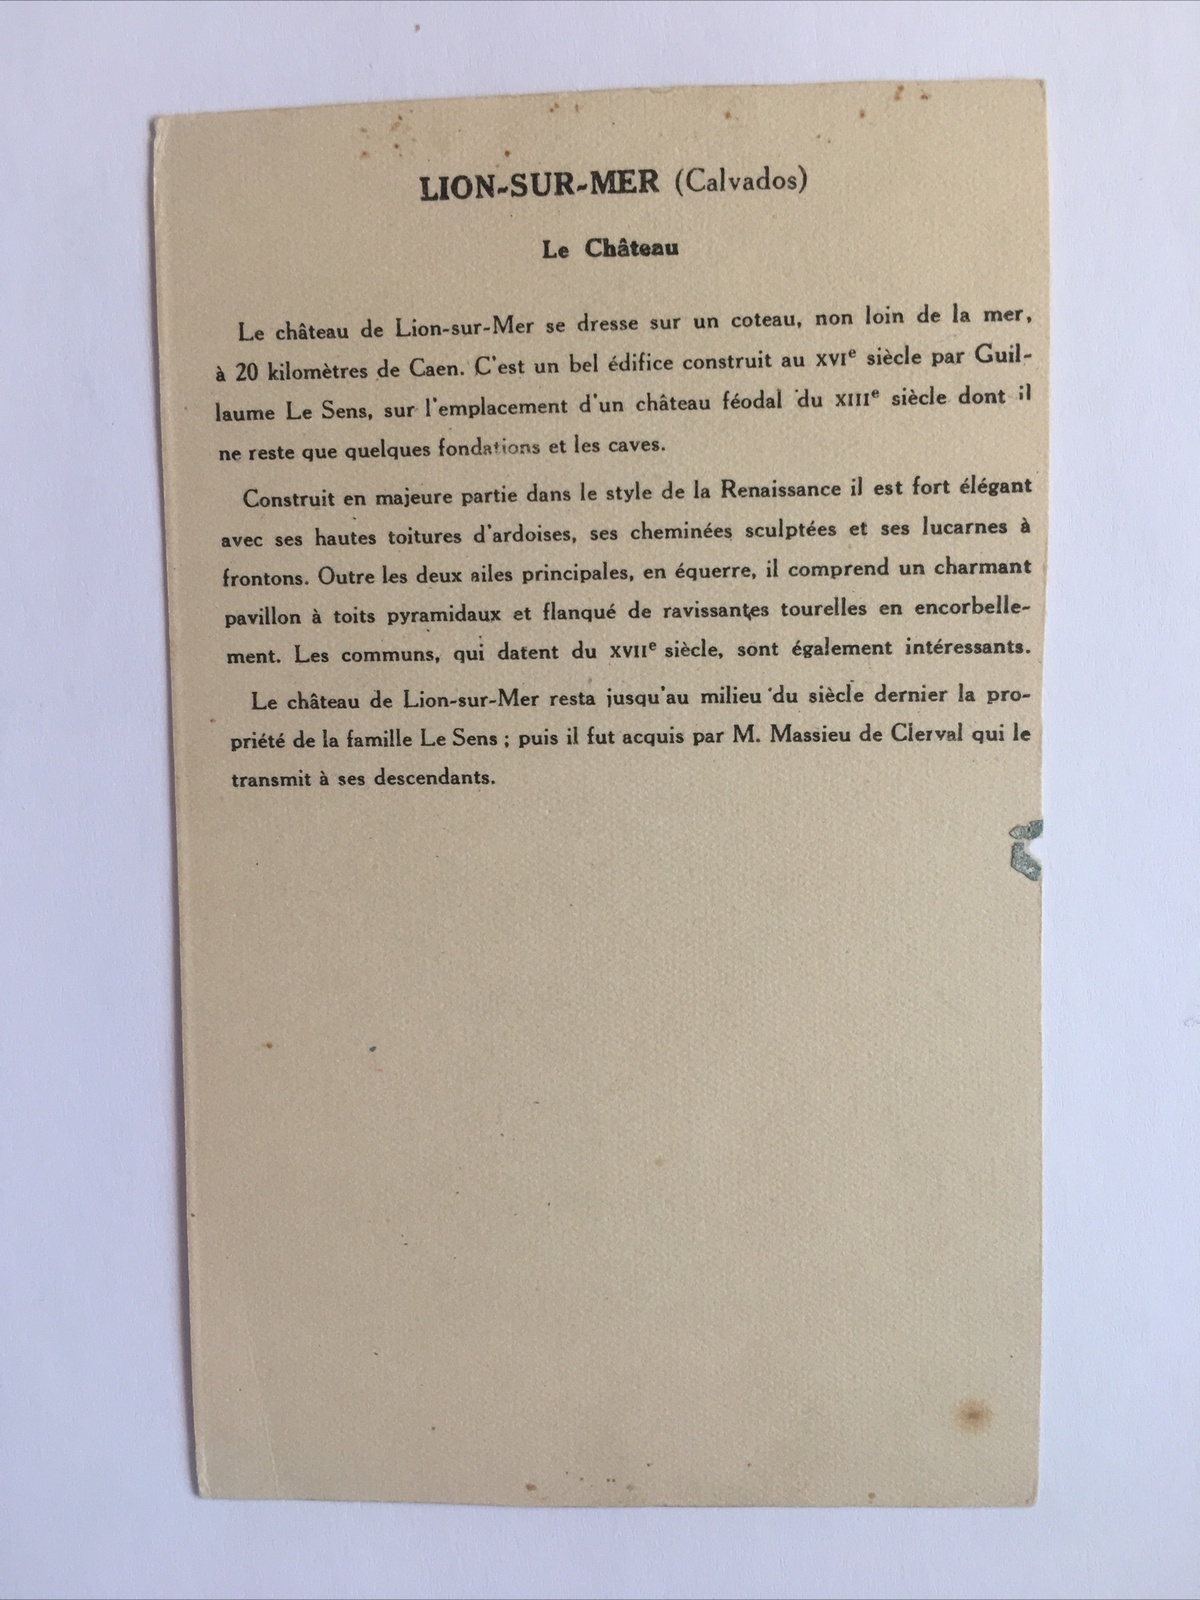 LION-SUR-MER (Calvados)
Le Château
Le château de Lion-sur-Mer se dresse sur un coteau, non loin de la mer,
à 20 kilomètres de Caen. C'est un bel édifice construit au XVIe siècle par Guil-
laume Le Sens, sur l'emplacement d'un château féodal du XIIIe siècle dont il
ne reste que quelques fondations et les caves.
Construit en majeure partie dans le style de la Renaissance il est fort élégant
avec ses hautes toitures d'ardoises, ses cheminées sculptées et ses lucarnes à
frontons. Outre les deux ailes principales, en équerre, il comprend un charmant
pavillon à toits pyramidaux et flanqué de ravissantes tourelles en encorbelle-
ment. Les communs, qui datent du XVIIe siècle, sont également intéressants.
Le château de Lion-sur-Mer resta jusqu'au milieu du siècle dernier la pro-
priété de la famille Le Sens ; puis il fut acquis par M. Massieu de Clerval qui le
transmit à ses descendants.